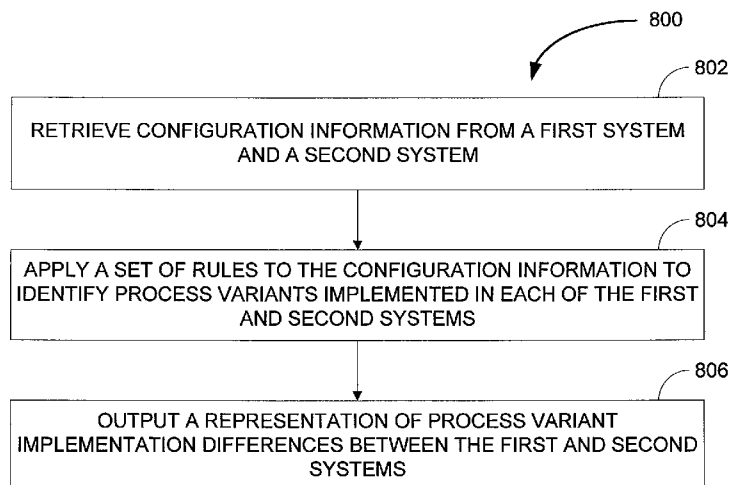 800
802
RETRIEVE CONFIGURATION INFORMATION FROM A FIRST SYSTEM
AND A SECOND SYSTEM
804
APPLY A SET OF RULES TO THE CONFIGURATION INFORMATION TO
IDENTIFY PROCESS VARIANTS IMPLEMENTED IN EACH OF THE FIRST
AND SECOND SYSTEMS
806
OUTPUT A REPRESENTATION OF PROCESS VARIANT
IMPLEMENTATION DIFFERENCES BETWEEN THE FIRST AND SECOND
SYSTEMS